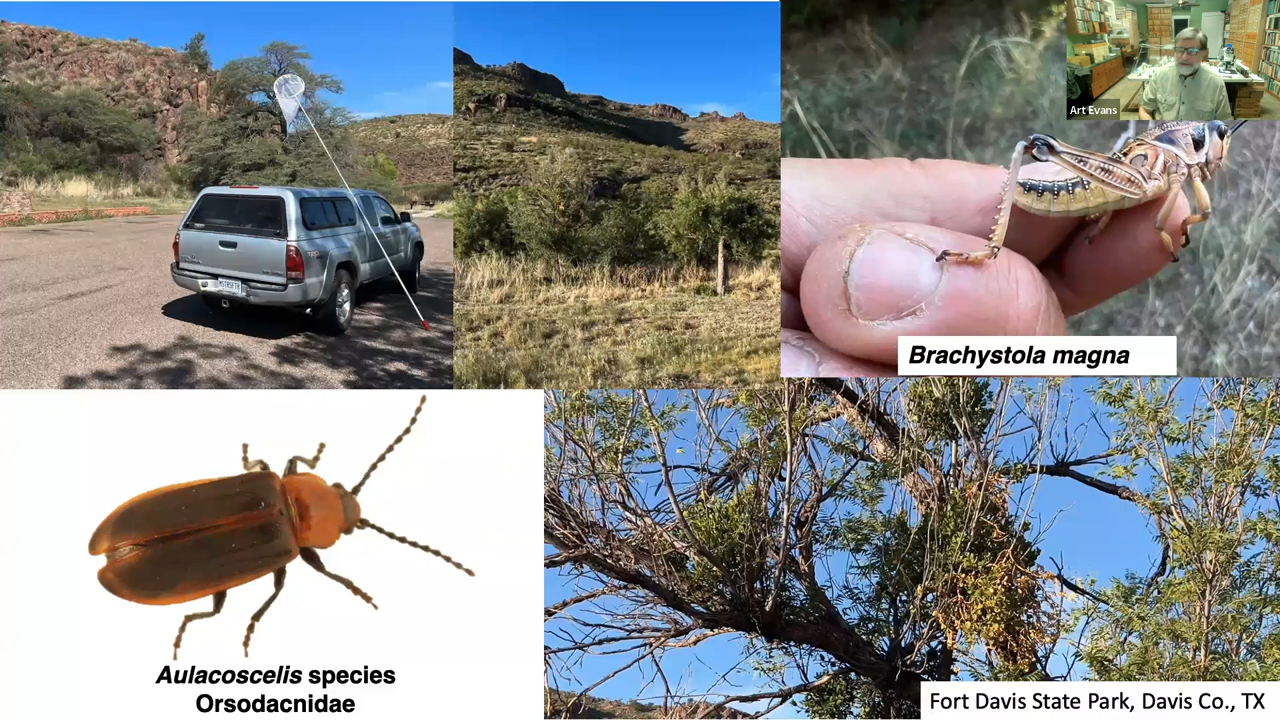 Art Evans
Brachystola magna
Aulacoscelis species
Orsodacnidae
Fort Davis State Park, Davis Co., TX